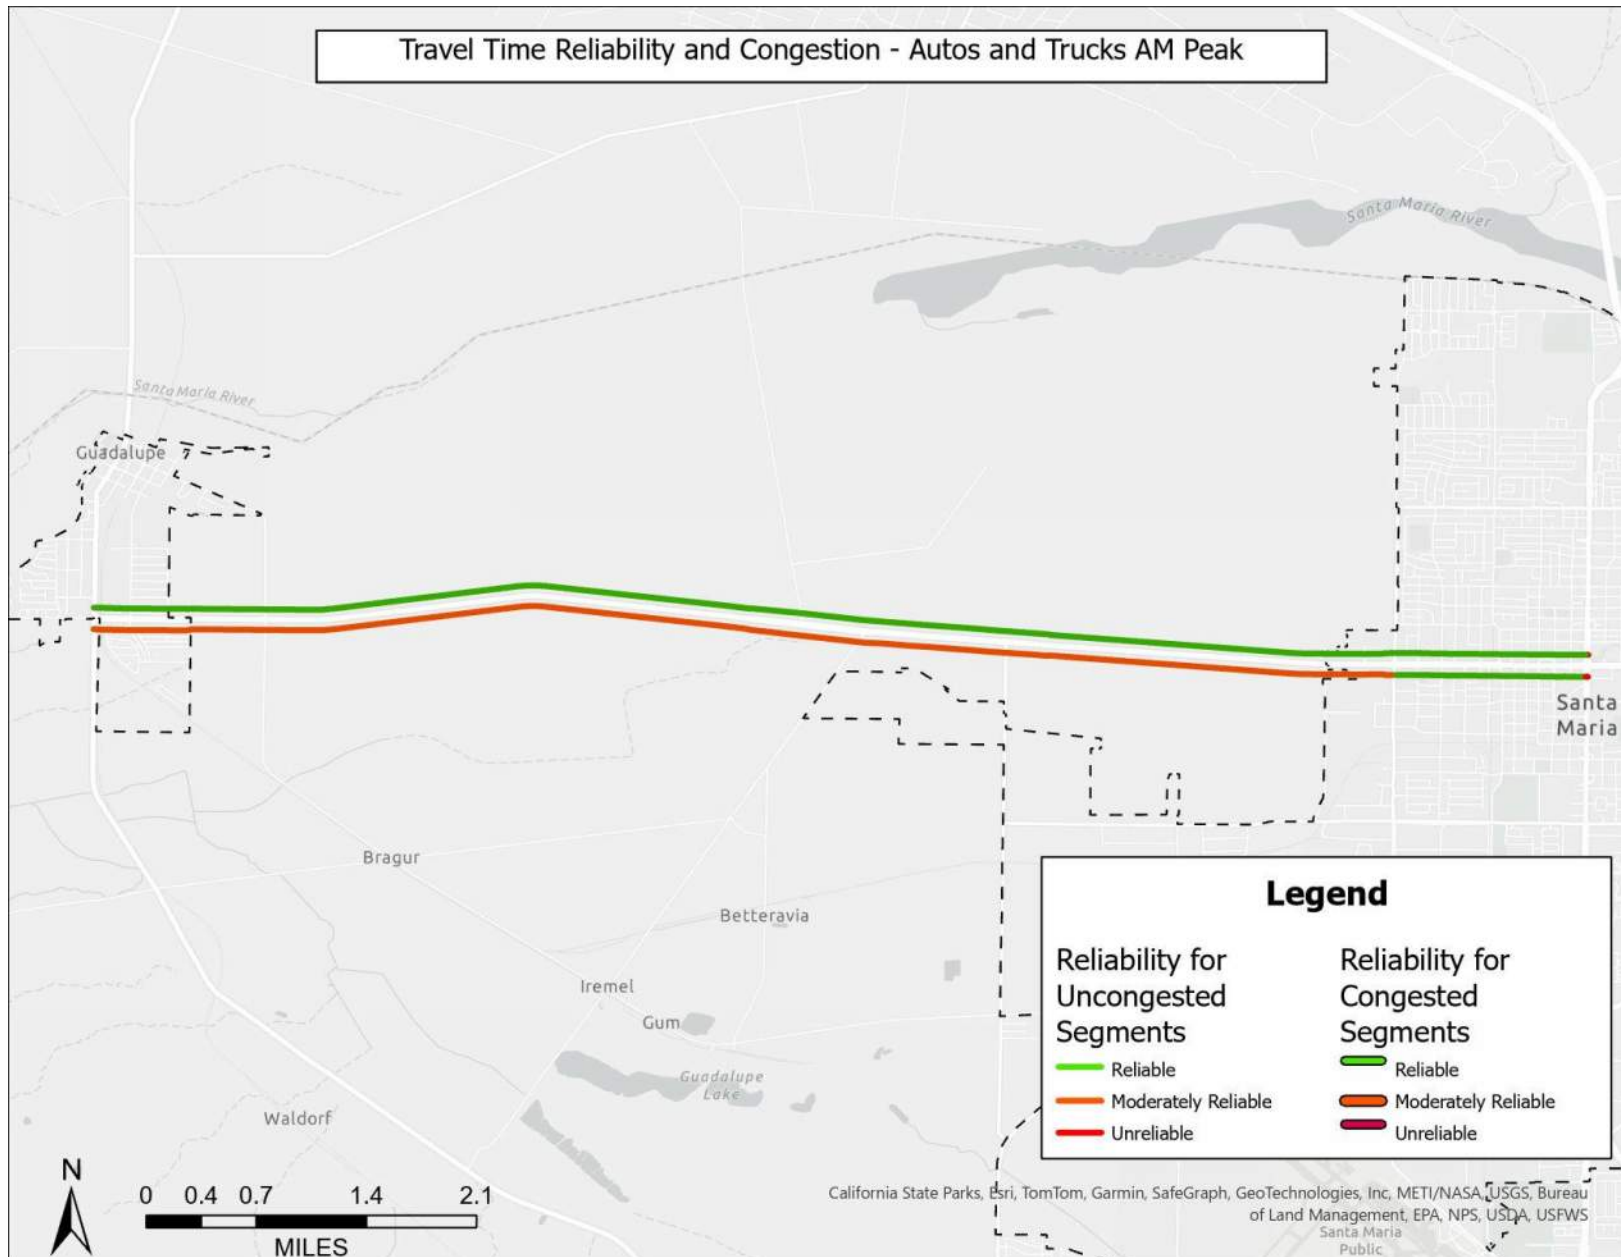 Travel Time Reliability and Congestion - Autos and Trucks AM Peak
Santa Maria River
Santa Maria River
Guadalupe
Santa
Maria
Bragur
Betteravia
Iremel
Gum
Guadalupe
Lake
Waldorf
Legend
Reliability for
Uncongested
Segments
Reliable
Moderately Reliable
Unreliable
Reliability for
Congested
Segments
Reliable
Moderately Reliable
Unreliable
N
0 0.4 0.7 1.4 2.1
MILES
California State Parks, Esri, TomTom, Garmin, SafeGraph, GeoTechnologies, Inc, METI/NASA, USGS, Bureau
of Land Management, EPA, NPS, USDA, USFWS
Santa Maria
Public